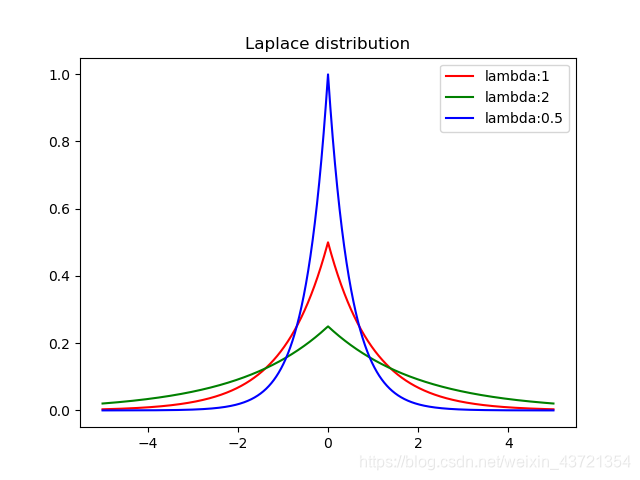 Laplace distribution
lambda:1
lambda:2
lambda:0.5
1.0
0.8
0.6
0.4
0.2
0.0
−4
−2
0
2
4
https://blog.csdn.net/weixin_43721354